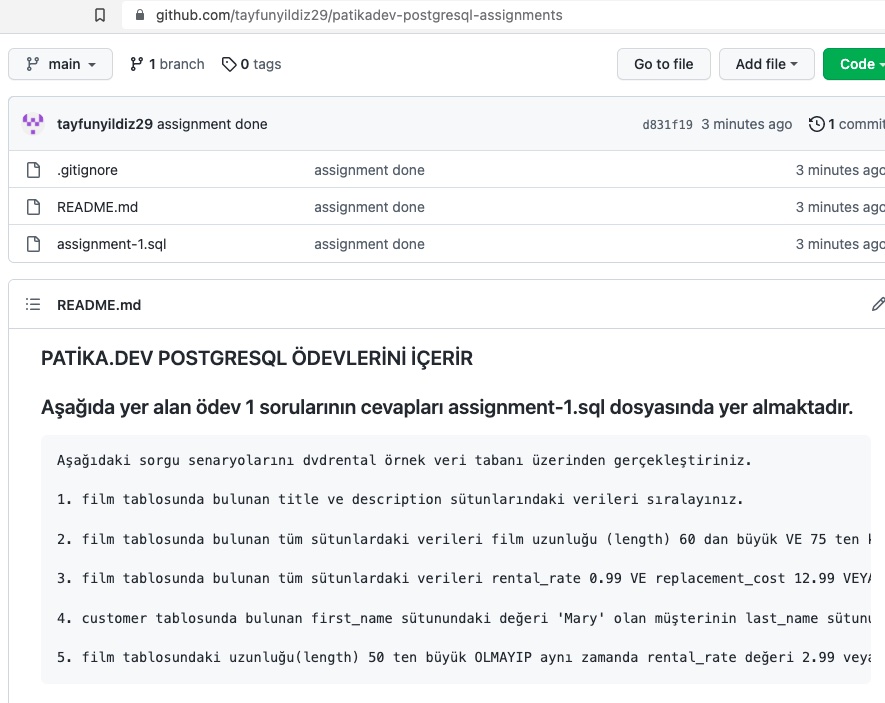 github.com/tayfunyildiz29/patikadev-postgresql-assignments
main 1 branch 0 tags Go to file Add file Code
tayfunyildiz29 assignment done d831f19 3 minutes ago 1 commit
.gitignore assignment done 3 minutes ago
README.md assignment done 3 minutes ago
assignment-1.sql assignment done 3 minutes ago
README.md
PATİKA.DEV POSTGRESQL ÖDEVLERİNİ İÇERİR
Aşağıda yer alan ödev 1 sorularının cevapları assignment-1.sql dosyasında yer almaktadır.
Aşağıdaki sorgu senaryolarını dvdrental örnek veri tabanı üzerinden gerçekleştiriniz.
1. film tablosunda bulunan title ve description sütunlarındaki verileri sıralayınız.
2. film tablosunda bulunan tüm sütunlardaki verileri film uzunluğu (length) 60 dan büyük VE 75 ten
3. film tablosunda bulunan tüm sütunlardaki verileri rental_rate 0.99 VE replacement_cost 12.99 VEYA
4. customer tablosunda bulunan first_name sütunundaki değeri 'Mary' olan müşterinin last_name
5. film tablosundaki uzunluğu(length) 50 ten büyük OLMAYIP aynı zamanda rental_rate değeri 2.99 veya